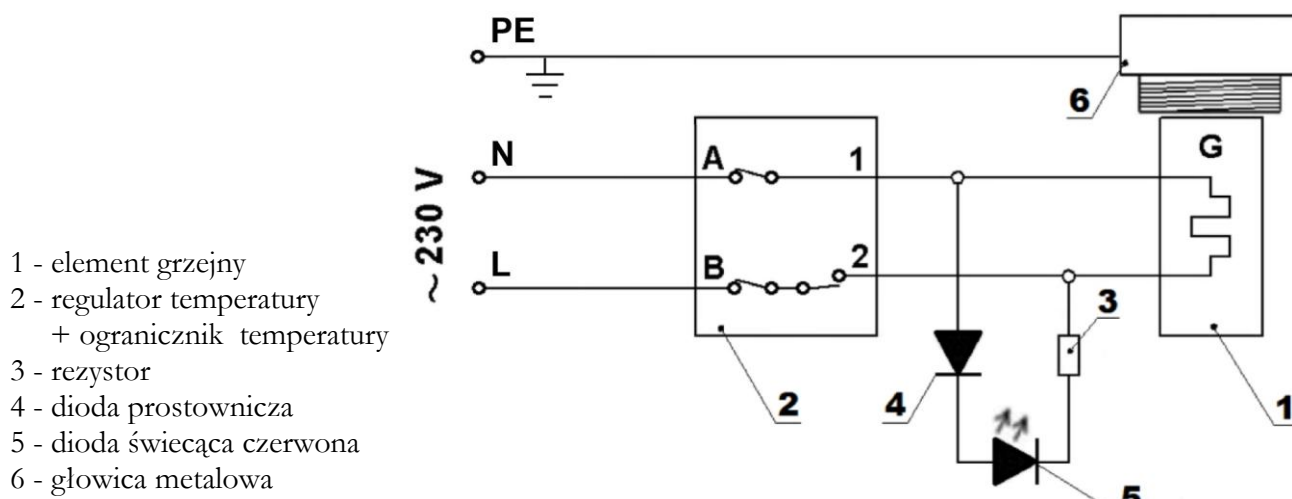 PE
6
N
A
1
G
~ 230 V
L
B
2
3
2
4
1
5
1 - element grzejny
2 - regulator temperatury
+ ogranicznik temperatury
3 - rezystor
4 - dioda prostownicza
5 - dioda świecąca czerwona
6 - głowica metalowa